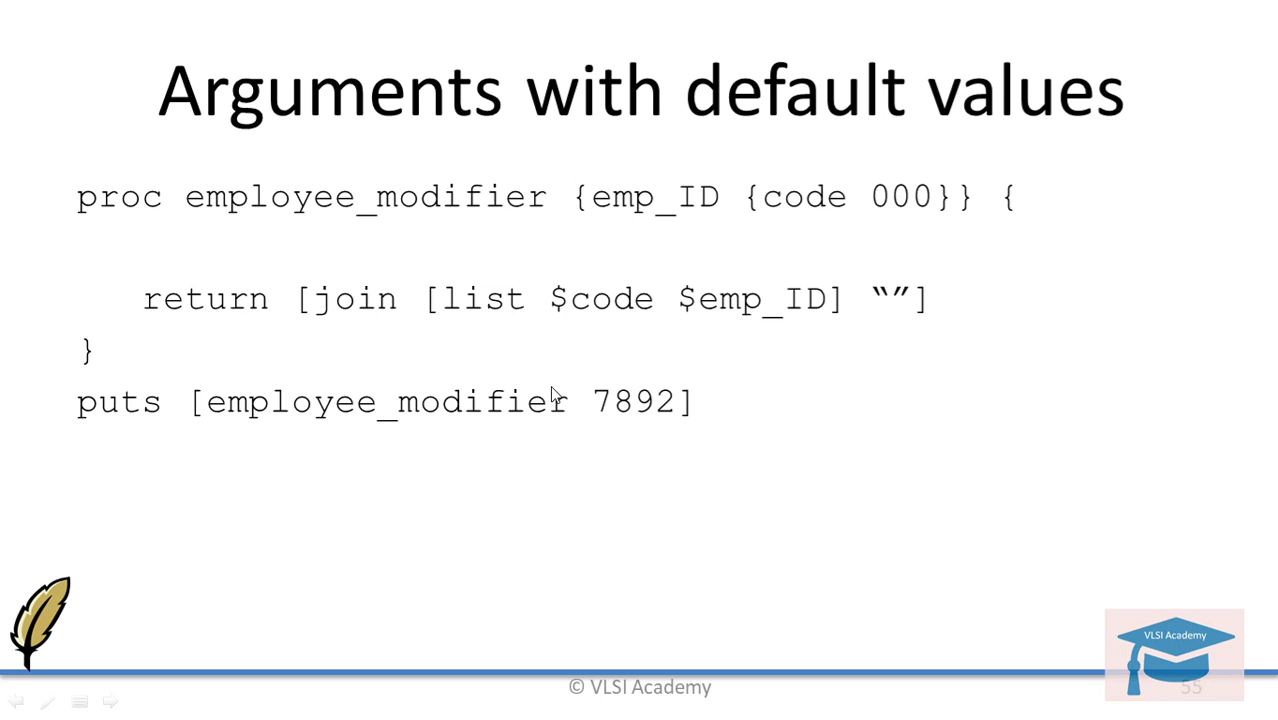 Arguments with default values
proc employee_modifier {emp_ID {code 000}} {
return [join [list $code $emp_ID] “”]
}
puts [employee_modifier 7892]
VLSI Academy
© VLSI Academy
55